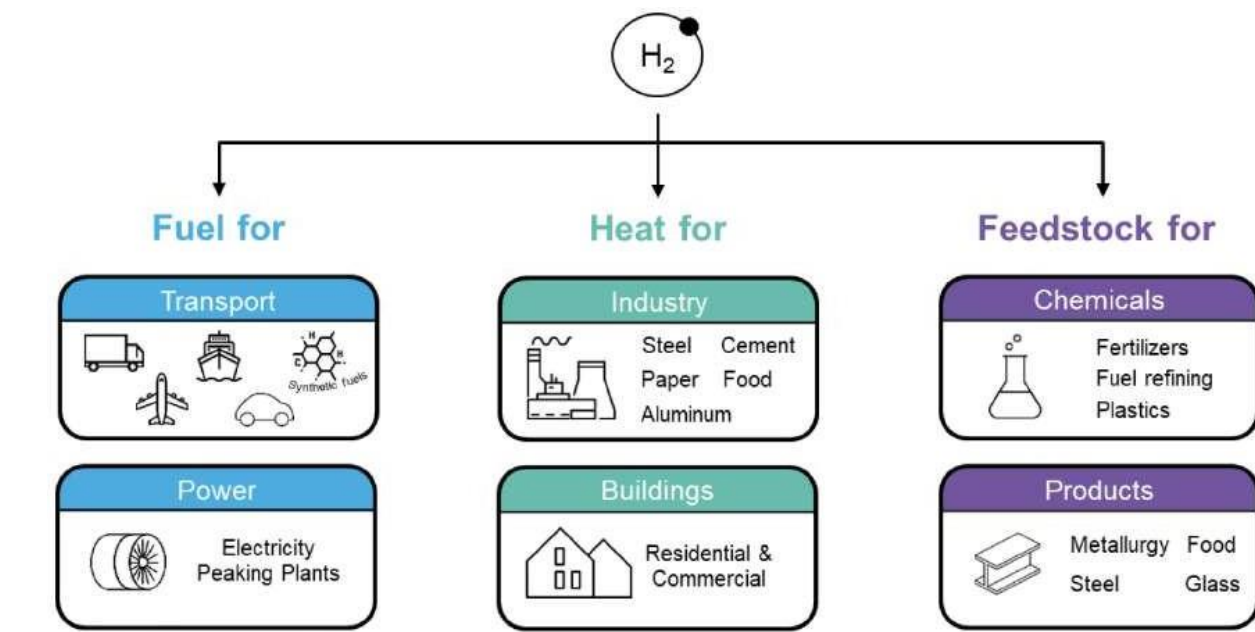 H₂
Fuel for
Heat for
Feedstock for
Transport
H
C
H
Synthetic fuels
Industry
Steel Cement
Paper Food
Aluminum
Chemicals
Fertilizers
Fuel refining
Plastics
Power
Electricity
Peaking Plants
Buildings
Residential &
Commercial
Products
Metallurgy Food
Steel Glass